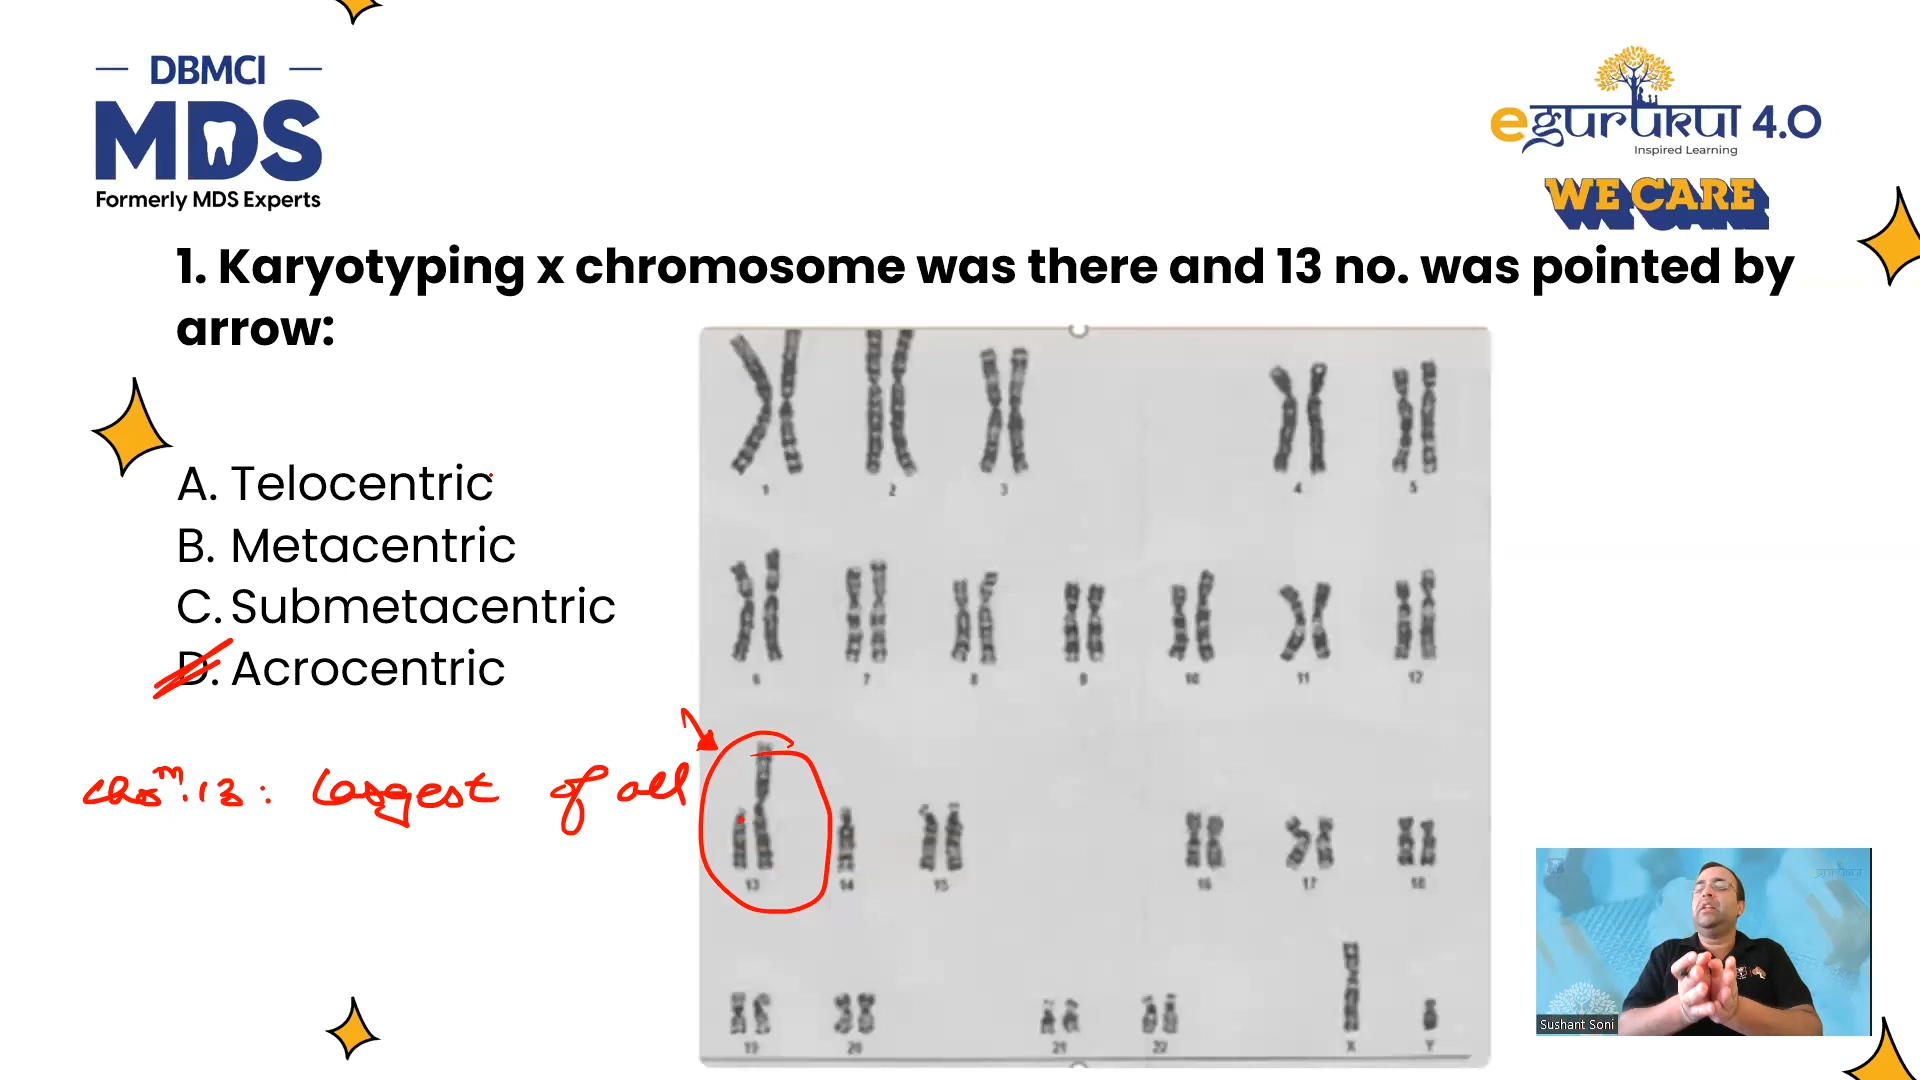 DBMCI
MDS
Formerly MDS Experts
egurukul 4.0
Inspired Learning
WE CARE
1. Karyotyping x chromosome was there and 13 no. was pointed by
arrow:
A. Telocentric
B. Metacentric
C. Submetacentric
D. Acrocentric
chroᵐ.13: Largest of all
1 2 3 4 5
6 7 8 9 10 11 12
13 14 15 16 17 18
19 20 21 22 X Y
Sushant Soni